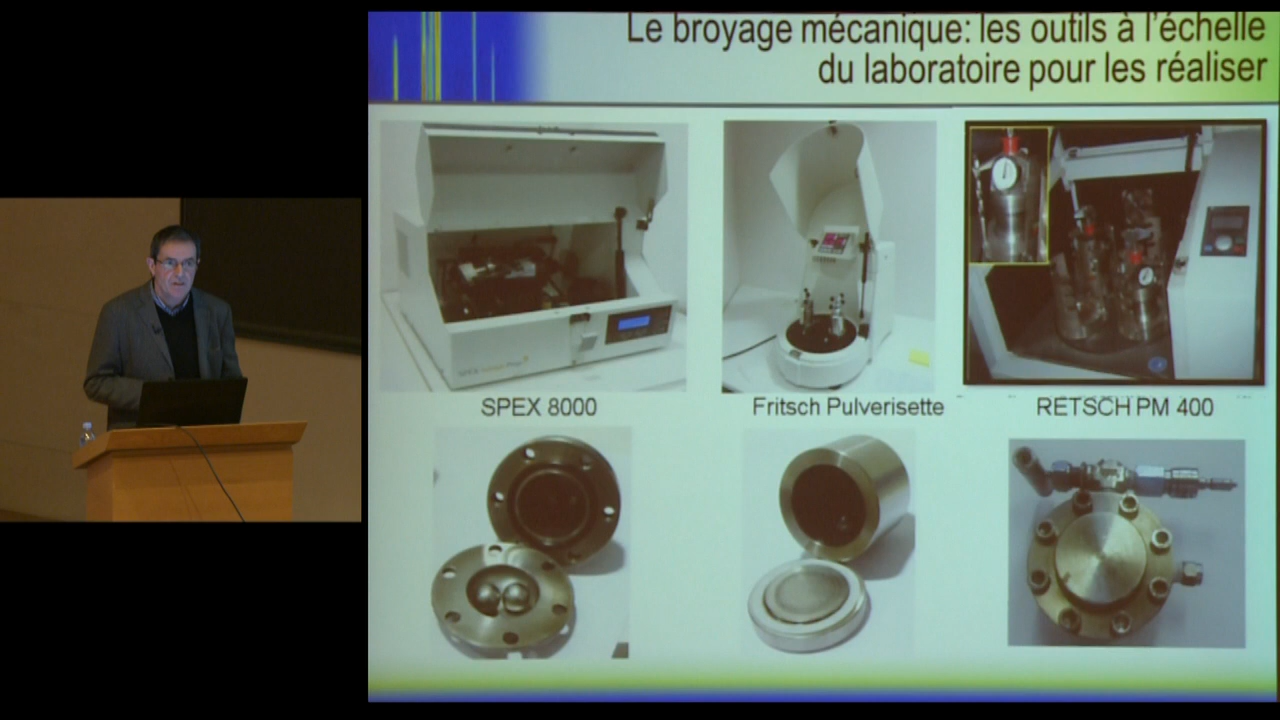 Le broyage mécanique: les outils à l'échelle
du laboratoire pour les réaliser
SPEX 8000
Fritsch Pulverisette
RETSCH PM 400